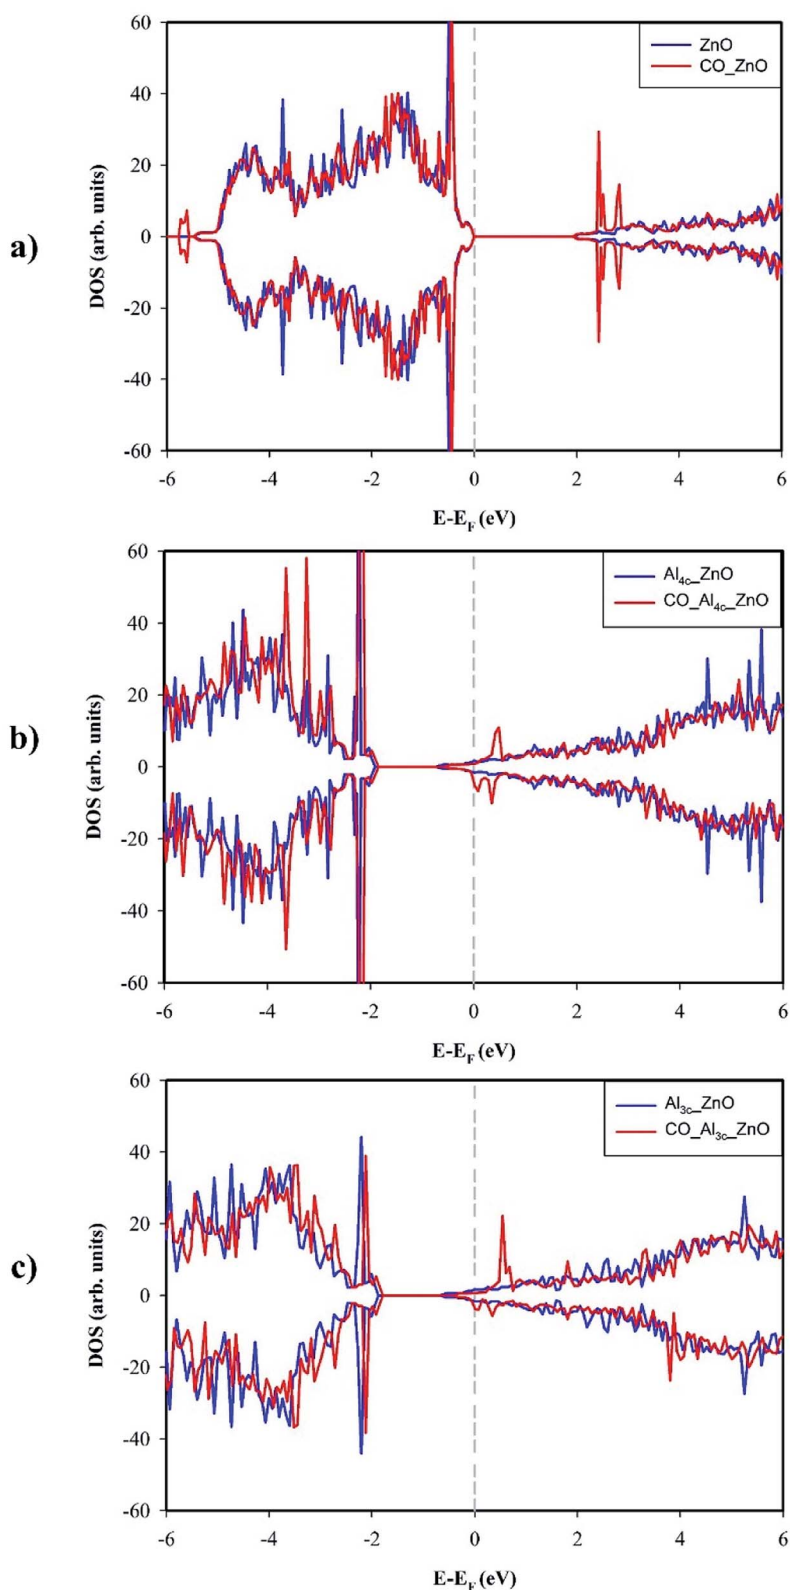 a)
DOS (arb. units)
60
40
20
0
-20
-40
-60
ZnO
CO_ZnO
-6 -4 -2 0 2 4 6
E-E_F (eV)
b)
DOS (arb. units)
60
40
20
0
-20
-40
-60
Al_4c_ZnO
CO_Al_4c_ZnO
-6 -4 -2 0 2 4 6
E-E_F (eV)
c)
DOS (arb. units)
60
40
20
0
-20
-40
-60
Al_3c_ZnO
CO_Al_3c_ZnO
-6 -4 -2 0 2 4 6
E-E_F (eV)